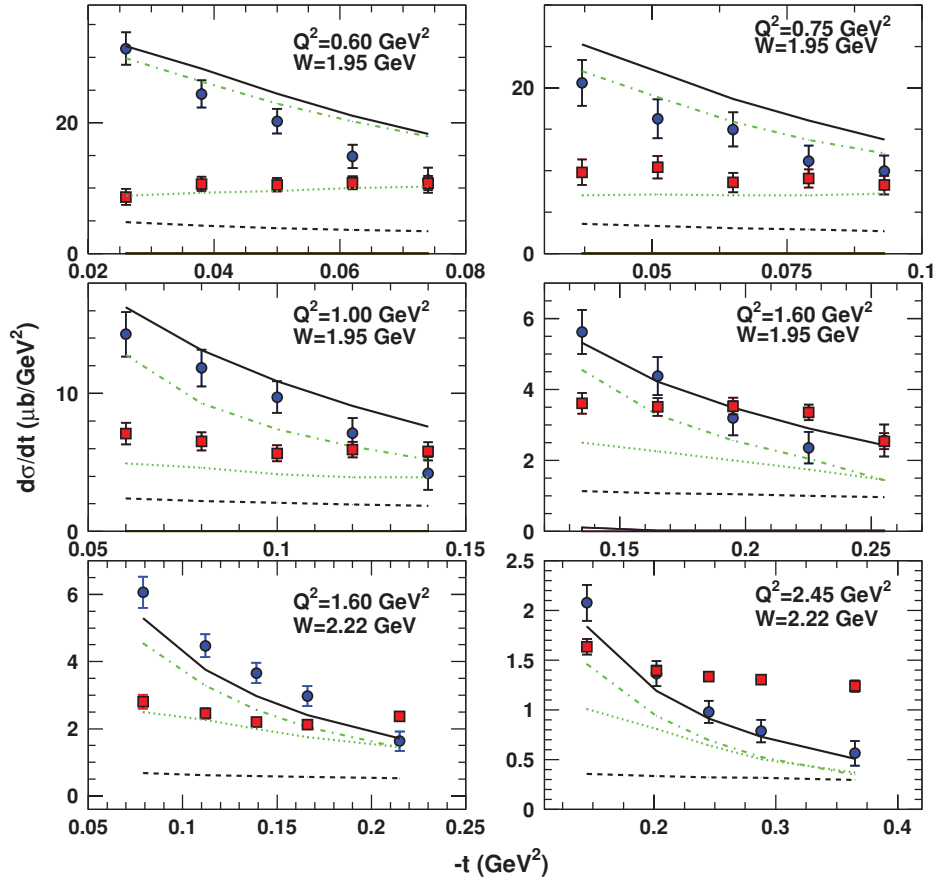 Q²=0.60 GeV²
W=1.95 GeV
20
0
0.02 0.04 0.06 0.08
Q²=0.75 GeV²
W=1.95 GeV
20
0
0.05 0.075 0.1
Q²=1.00 GeV²
W=1.95 GeV
10
0
0.05 0.1 0.15
Q²=1.60 GeV²
W=1.95 GeV
6
4
2
0
0.15 0.2 0.25
Q²=1.60 GeV²
W=2.22 GeV
6
4
2
0
0.05 0.1 0.15 0.2 0.25
Q²=2.45 GeV²
W=2.22 GeV
2.5
2
1.5
1
0.5
0
0.2 0.3 0.4
dσ/dt (μb/GeV²)
-t (GeV²)